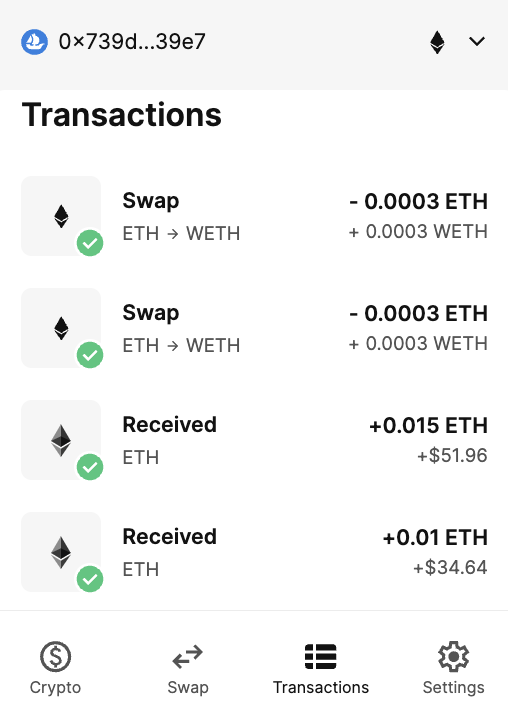 0×739d...39e7
Transactions
Swap
- 0.0003 ETH
ETH → WETH
+ 0.0003 WETH
Swap
- 0.0003 ETH
ETH → WETH
+ 0.0003 WETH
Received
+0.015 ETH
ETH
+$51.96
Received
+0.01 ETH
ETH
+$34.64
Crypto
Swap
Transactions
Settings